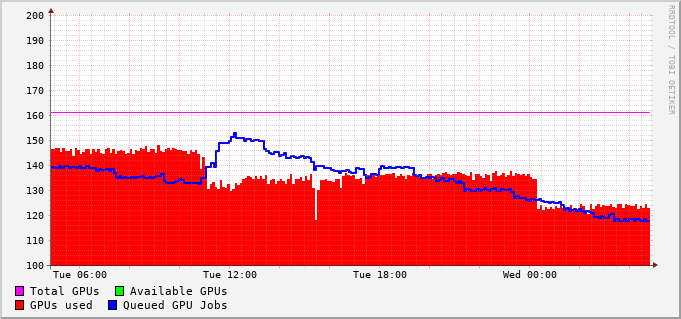 200
190
180
170
160
150
140
130
120
110
100
Tue 06:00 Tue 12:00 Tue 18:00 Wed 00:00
Total GPUs Available GPUs
GPUs used Queued GPU Jobs
RRDTOOL / TOBI OETIKER